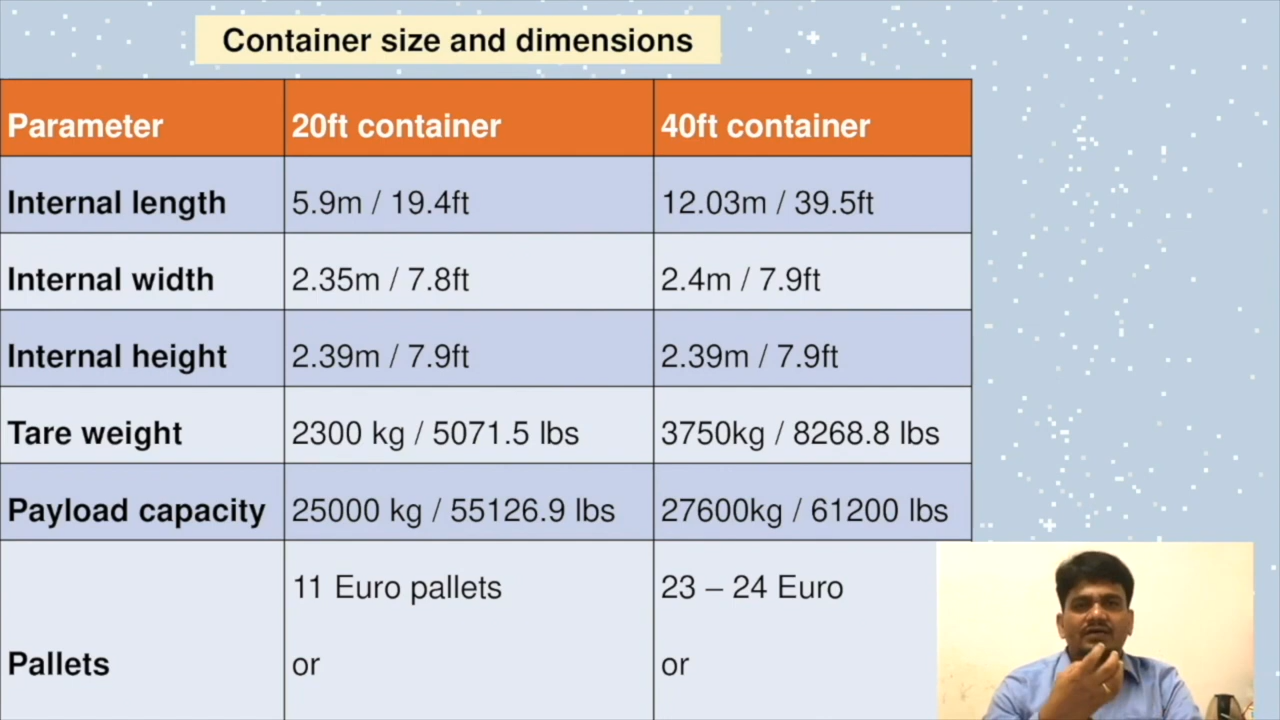 Container size and dimensions
Parameter 20ft container 40ft container
Internal length 5.9m / 19.4ft 12.03m / 39.5ft
Internal width 2.35m / 7.8ft 2.4m / 7.9ft
Internal height 2.39m / 7.9ft 2.39m / 7.9ft
Tare weight 2300 kg / 5071.5 lbs 3750kg / 8268.8 lbs
Payload capacity 25000 kg / 55126.9 lbs 27600kg / 61200 lbs
11 Euro pallets 23 – 24 Euro
Pallets or or